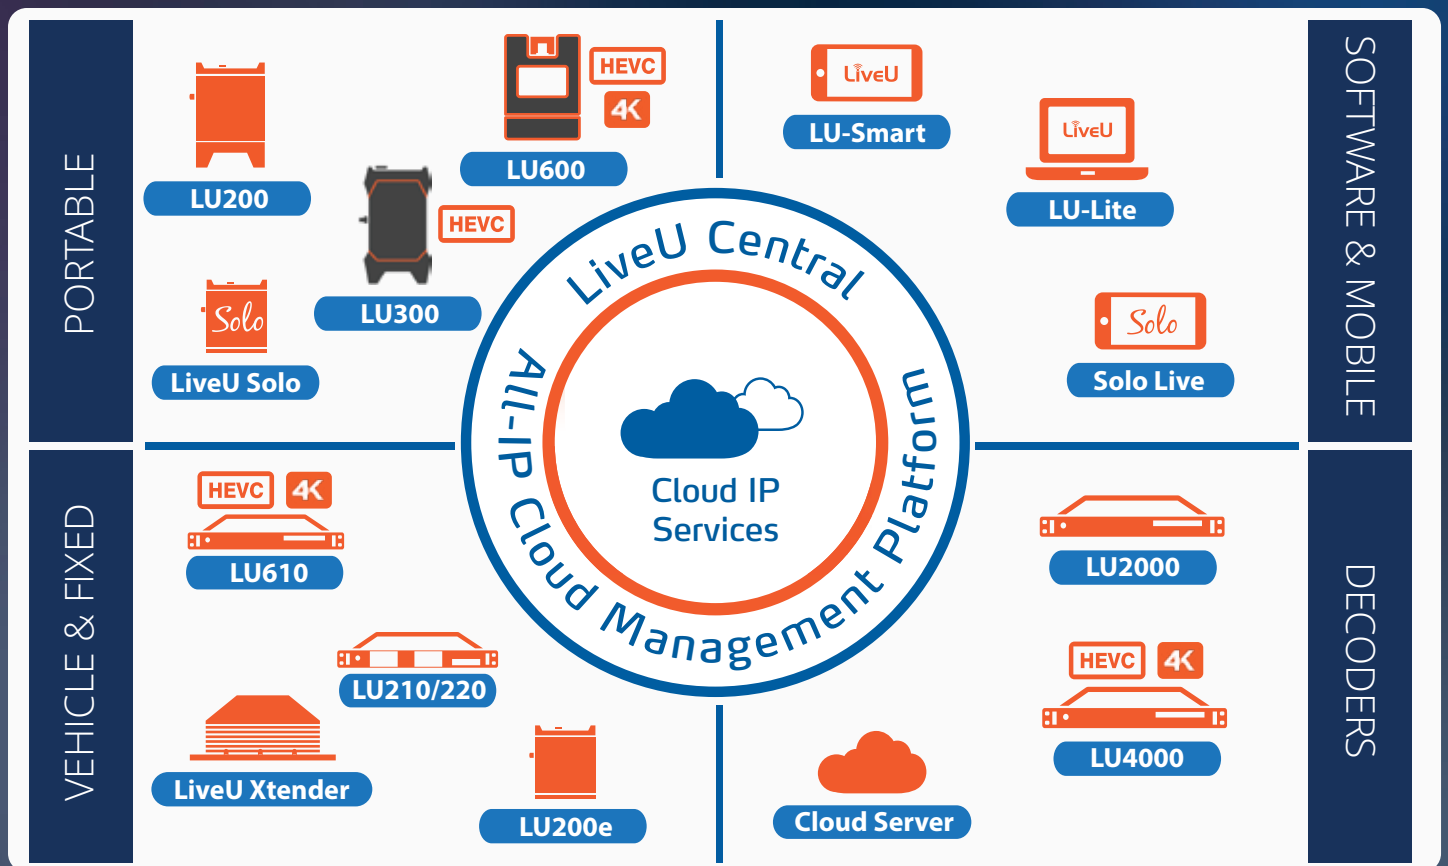 PORTABLE
LU200
HEVC
4K
LU600
HEVC
LU300
Solo
LiveU Solo
SOFTWARE & MOBILE
LiveU
LU-Smart
LiveU
LU-Lite
Solo
Solo Live
LiveU Central
All-IP Cloud Management Platform
Cloud IP
Services
VEHICLE & FIXED
HEVC
4K
LU610
LU210/220
LiveU Xtender
LU200e
DECODERS
LU2000
HEVC
4K
LU4000
Cloud Server